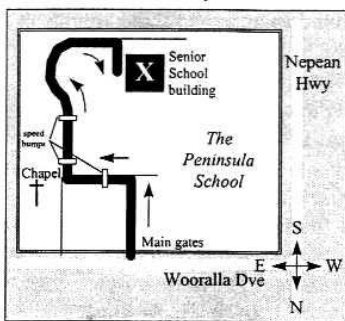 X
Senior
School
building
Nepean
Hwy
speed
bumps
The
Peninsula
School
Chapel
Main gates
Wooralla Dve
S
E
W
N